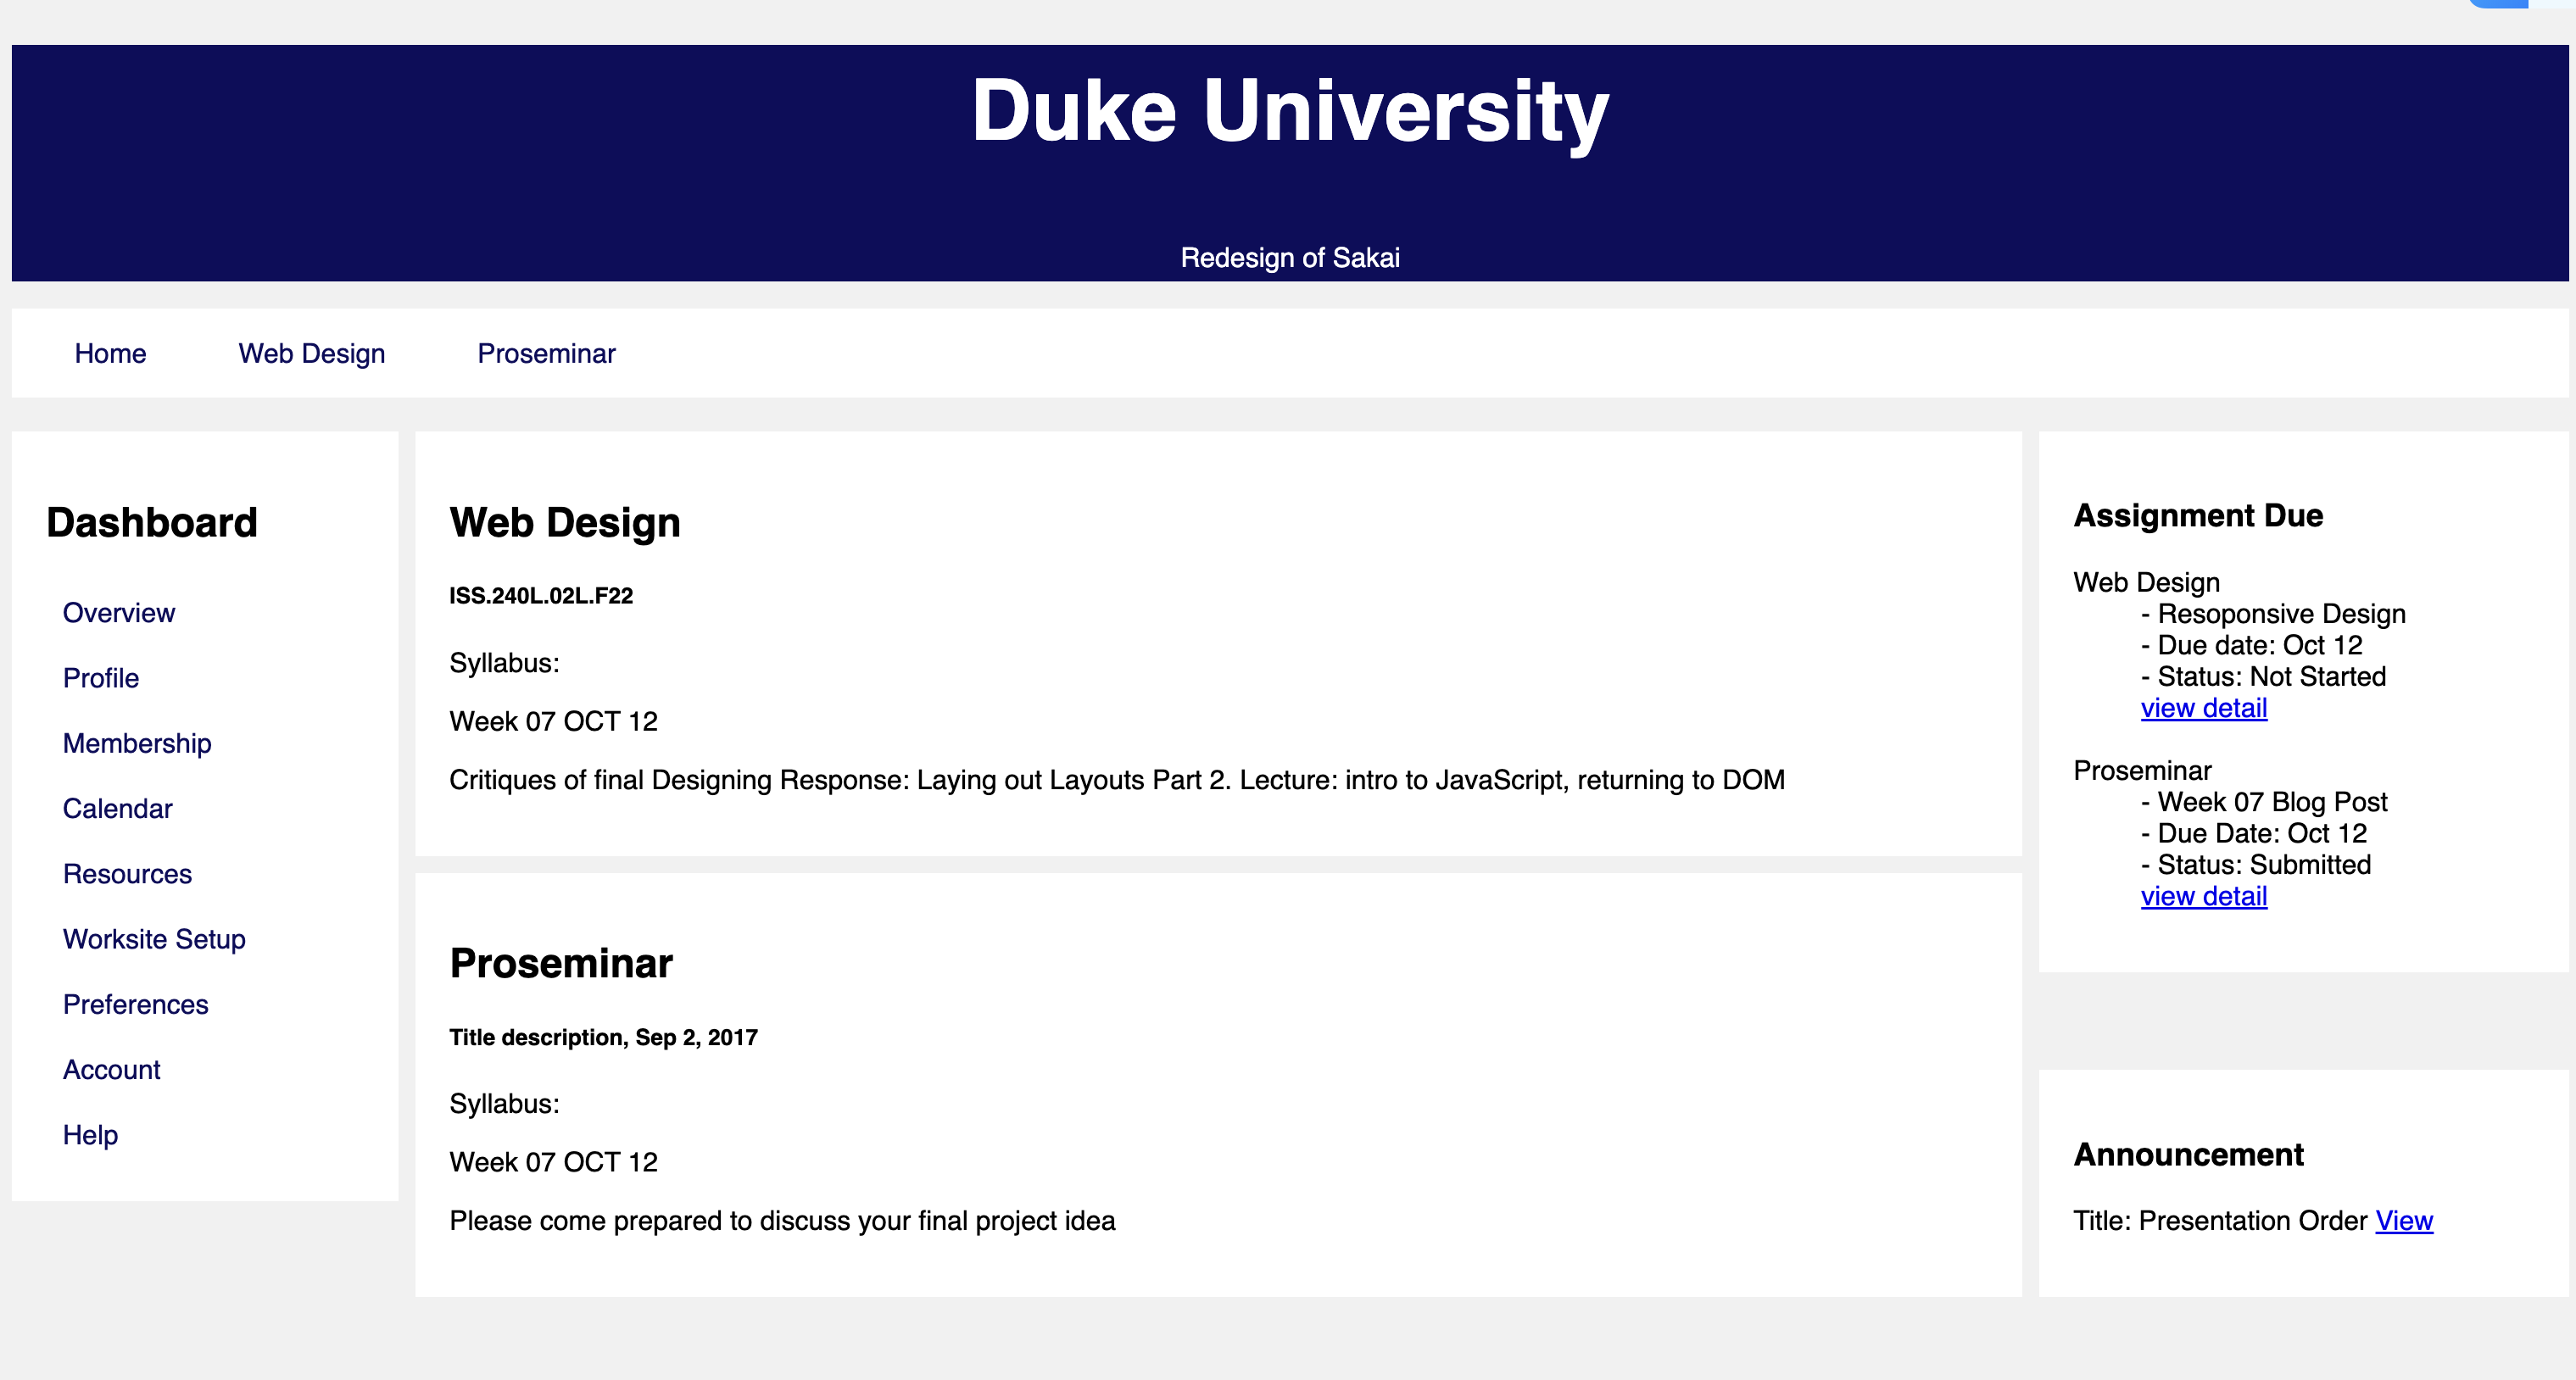 Duke University
Redesign of Sakai
Home
Web Design
Proseminar
Dashboard
Overview
Profile
Membership
Calendar
Resources
Worksite Setup
Preferences
Account
Help
Web Design
ISS.240L.02L.F22
Syllabus:
Week 07 OCT 12
Critiques of final Designing Response: Laying out Layouts Part 2. Lecture: intro to JavaScript, returning to DOM
Proseminar
Title description, Sep 2, 2017
Syllabus:
Week 07 OCT 12
Please come prepared to discuss your final project idea
Assignment Due
Web Design
- Resoponsive Design
- Due date: Oct 12
- Status: Not Started
view detail
Proseminar
- Week 07 Blog Post
- Due Date: Oct 12
- Status: Submitted
view detail
Announcement
Title: Presentation Order View